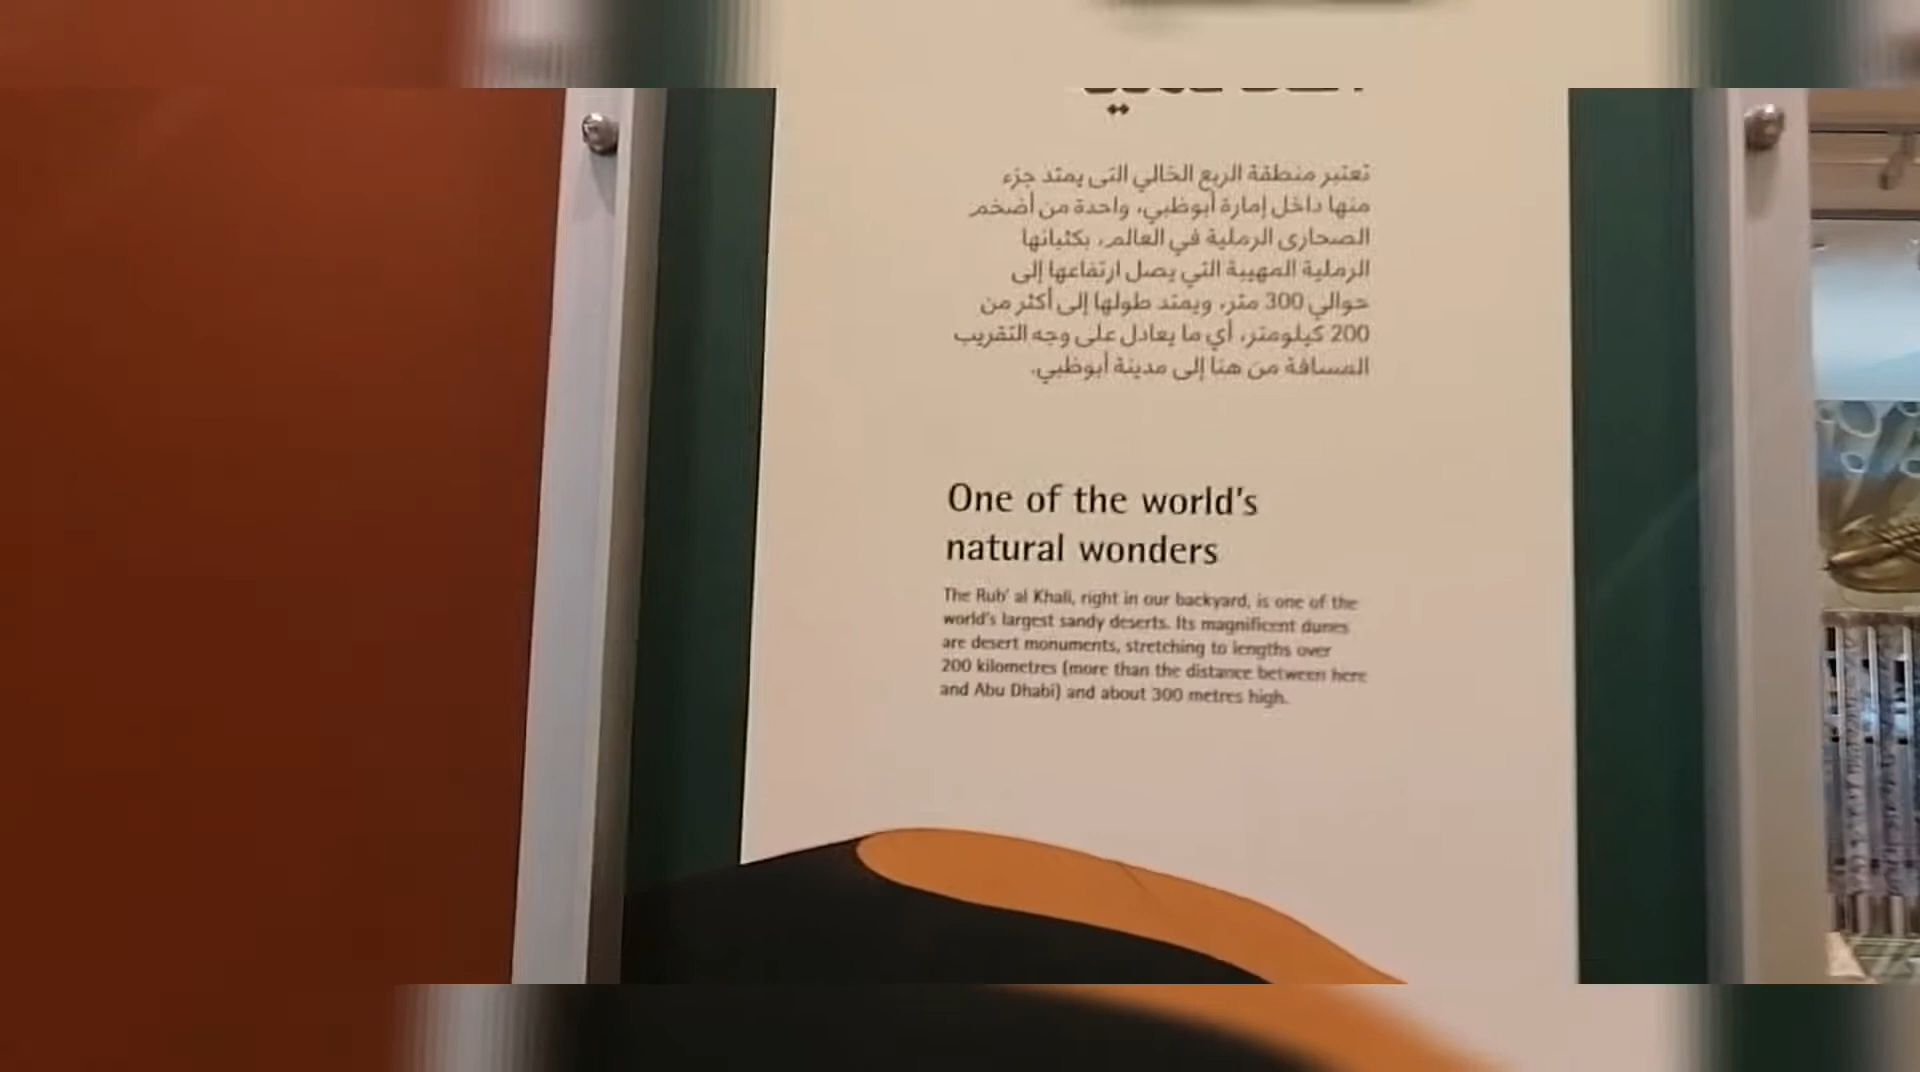 تعتبر منطقة الربع الخالي التى يمتد جزء
منها داخل إمارة أبوظبي، واحدة من أضخم
الصحارى الرملية في العالم، بكثبانها
الرملية المهيبة التي يصل ارتفاعها إلى
حوالي 300 متر، ويمتد طولها إلى أكثر من
200 كيلومتر، أي ما يعادل على وجه التقريب
المسافة من هنا إلى مدينة أبوظبي.
One of the world's
natural wonders
The Rub' al Khali, right in our backyard, is one of the
world's largest sandy deserts. Its magnificent dunes
are desert monuments, stretching to lengths over
200 kilometres (more than the distance between here
and Abu Dhabi) and about 300 metres high.